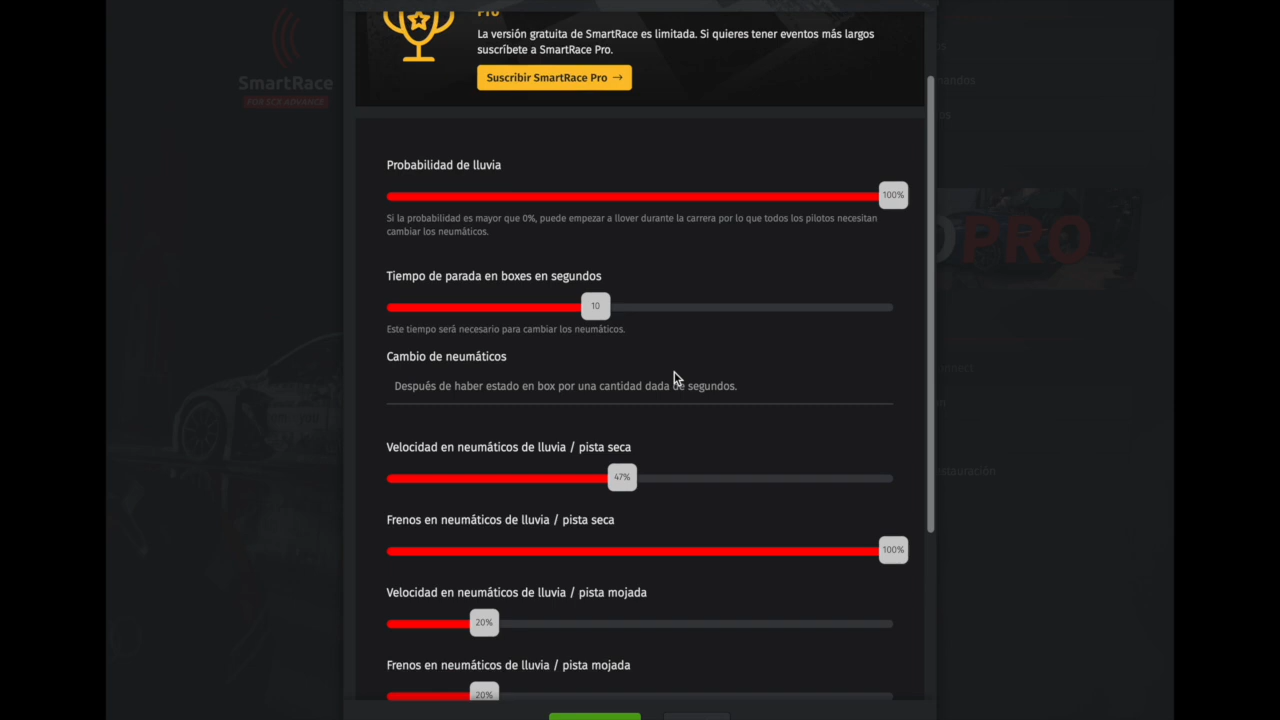 Pro
La versión gratuita de SmartRace es limitada. Si quieres tener eventos más largos
suscríbete a SmartRace Pro.
Suscribir SmartRace Pro →
SmartRace
FOR SCX ADVANCE
PRO
Probabilidad de lluvia
100%
Si la probabilidad es mayor que 0%, puede empezar a llover durante la carrera por lo que todos los pilotos necesitan
cambiar los neumáticos.
Tiempo de parada en boxes en segundos
10
Este tiempo será necesario para cambiar los neumáticos.
Cambio de neumáticos
Después de haber estado en box por una cantidad dada de segundos.
Velocidad en neumáticos de lluvia / pista seca
47%
Frenos en neumáticos de lluvia / pista seca
100%
Velocidad en neumáticos de lluvia / pista mojada
20%
Frenos en neumáticos de lluvia / pista mojada
20%